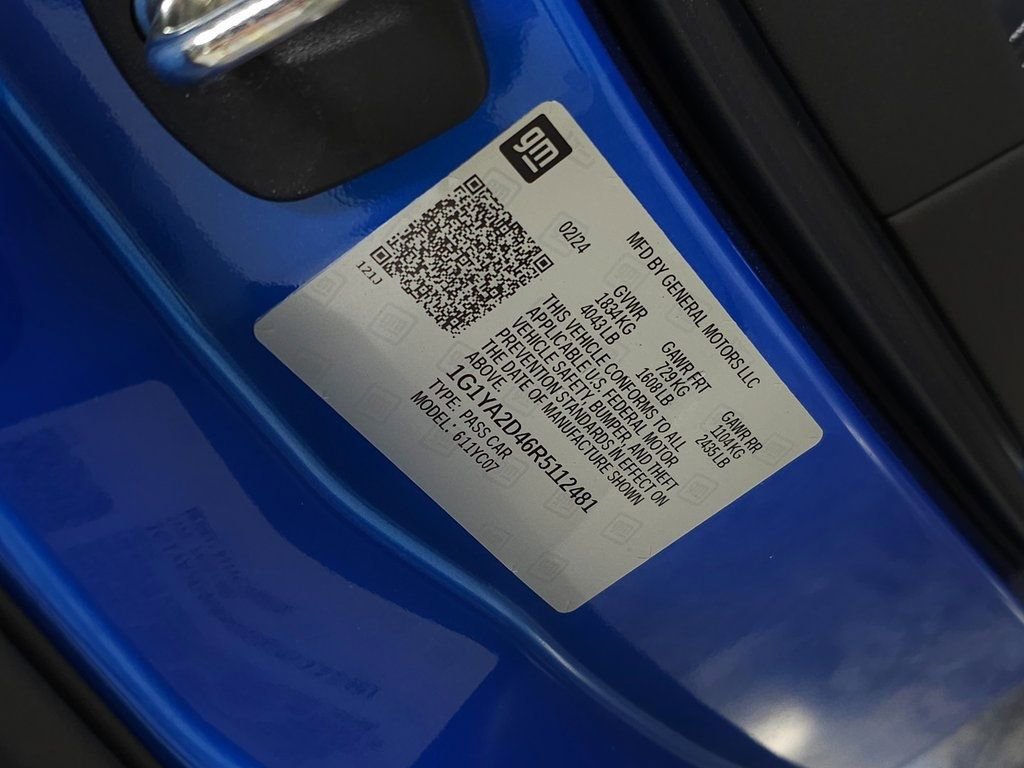 gm
02/24
121J
MFD BY GENERAL MOTORS LLC
GVWR GAWR FRT GAWR RR
1834KG 729KG 1104KG
4043LB 1608LB 2435LB
THIS VEHICLE CONFORMS TO ALL
APPLICABLE U.S. FEDERAL MOTOR
VEHICLE SAFETY, BUMPER, AND THEFT
PREVENTION STANDARDS IN EFFECT ON
THE DATE OF MANUFACTURE SHOWN
ABOVE.
1G1YA2D46R5112481
TYPE: PASS CAR
MODEL: 611YC07